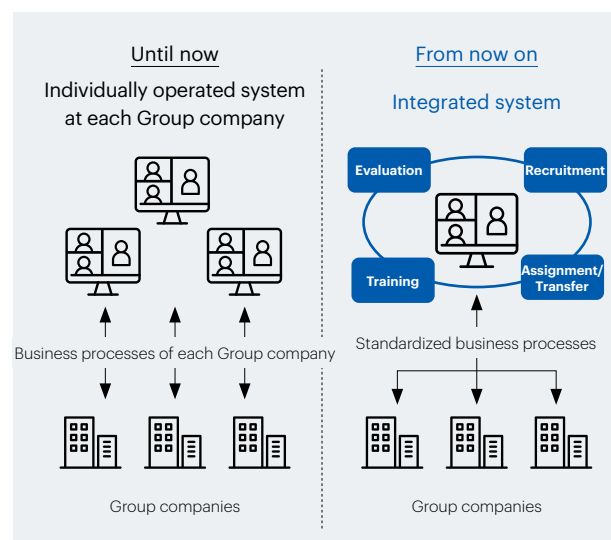 Until now
Individually operated system
at each Group company
Business processes of each Group company
Group companies
From now on
Integrated system
Evaluation
Recruitment
Training
Assignment/
Transfer
Standardized business processes
Group companies